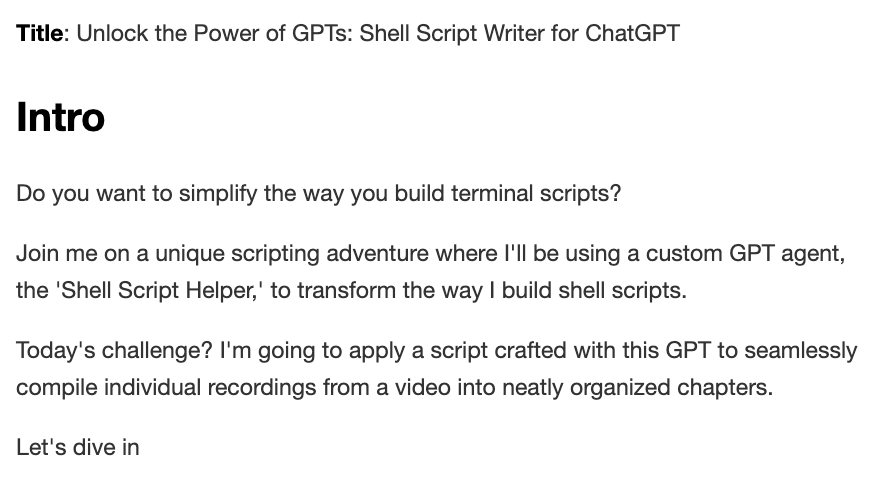 Title: Unlock the Power of GPTs: Shell Script Writer for ChatGPT
Intro
Do you want to simplify the way you build terminal scripts?
Join me on a unique scripting adventure where I'll be using a custom GPT agent,
the 'Shell Script Helper,' to transform the way I build shell scripts.
Today's challenge? I'm going to apply a script crafted with this GPT to seamlessly
compile individual recordings from a video into neatly organized chapters.
Let's dive in